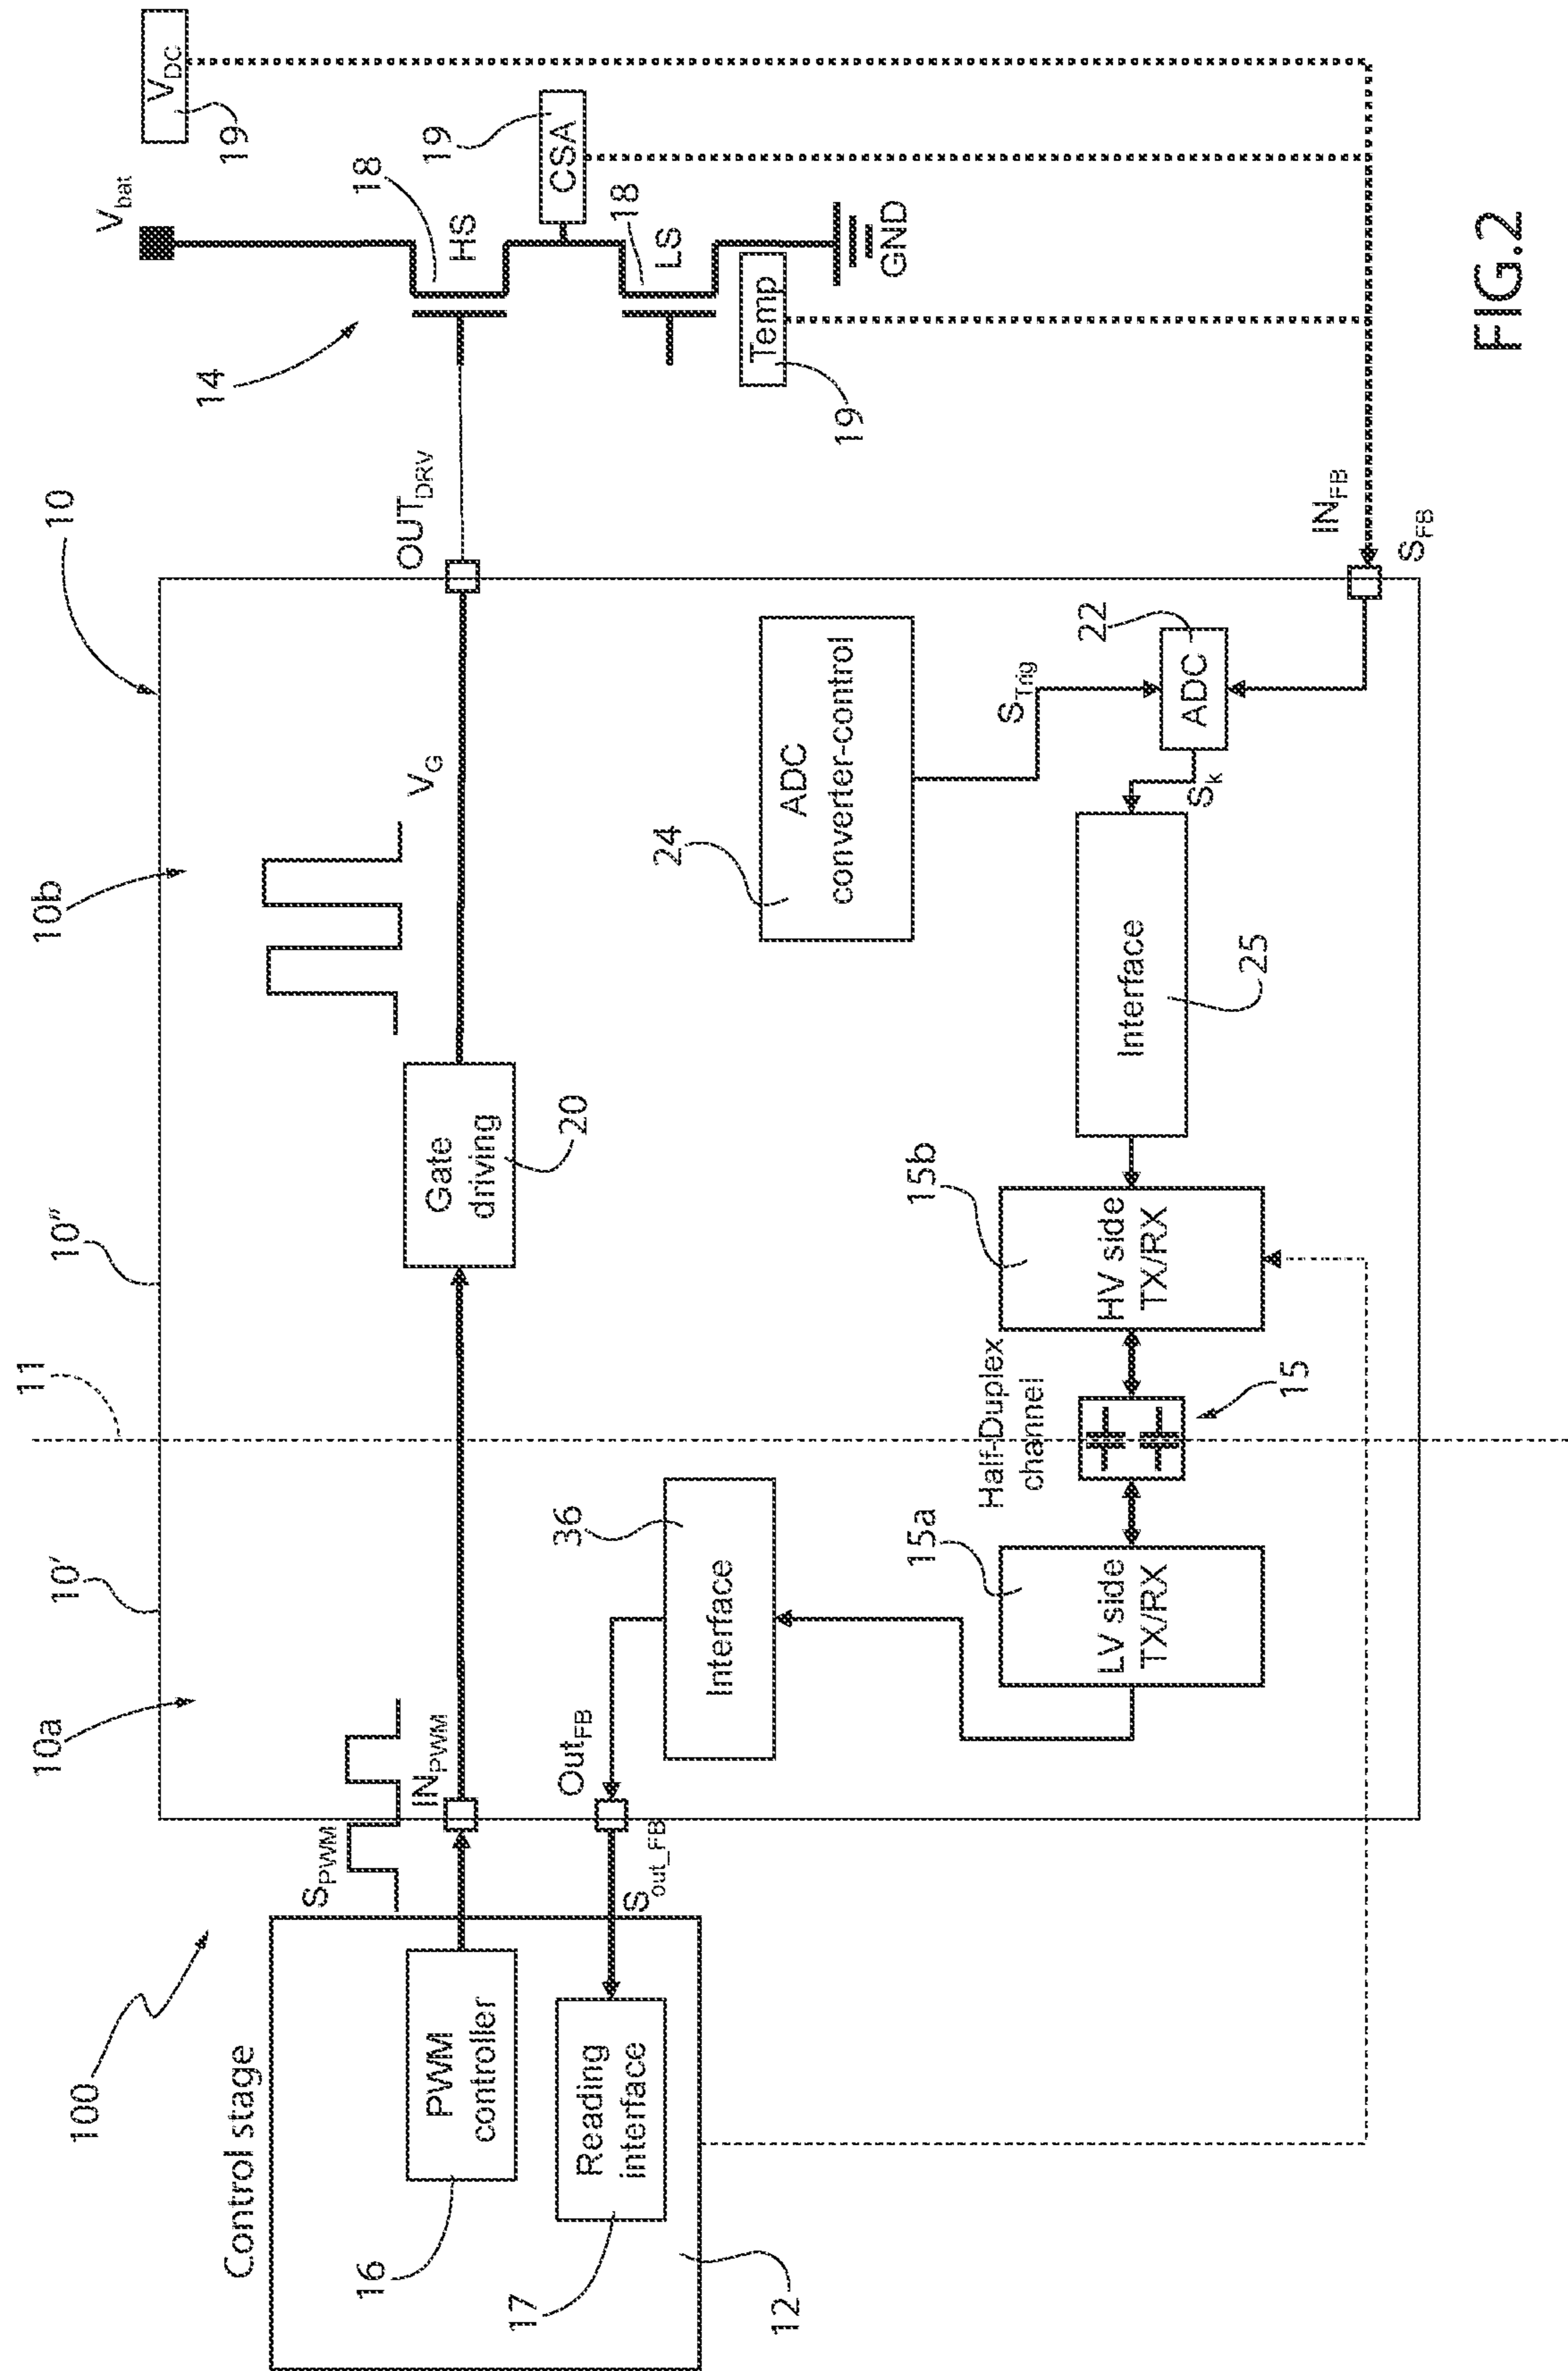 100
Control stage
16
PWM
controller
17
Reading
interface
12
S_PWM
S_out_FB
10a
10'
11
10''
10b
10
IN_PWM
Out_FB
36
Interface
15a
LV side
TX/RX
Half-Duplex
channel
15
15b
HV side
TX/RX
Gate
driving
20
V_G
24
ADC
converter-control
Interface
25
S_Trig
S_k
22
ADC
OUT_DRV
IN_FB
S_FB
14
V_bat
18
HS
19
V_DC
19
CSA
18
LS
Temp
19
GND
FIG.2